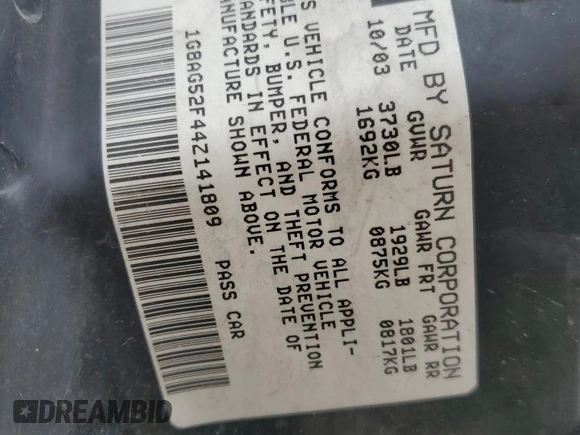 MFD BY SATURN CORPORATION
DATE GVWR GAWR FRT GAWR RR
10/03 3730LB 1929LB 1801LB
1692KG 0875KG 0817KG
S VEHICLE CONFORMS TO ALL APPLI-
BLE U.S. FEDERAL MOTOR VEHICLE
FETY, BUMPER, AND THEFT PREVENTION
TANDARDS IN EFFECT ON THE DATE OF
ANUFACTURE SHOWN ABOVE.
1G8AG52F44Z141809 PASS CAR
DREAMBID